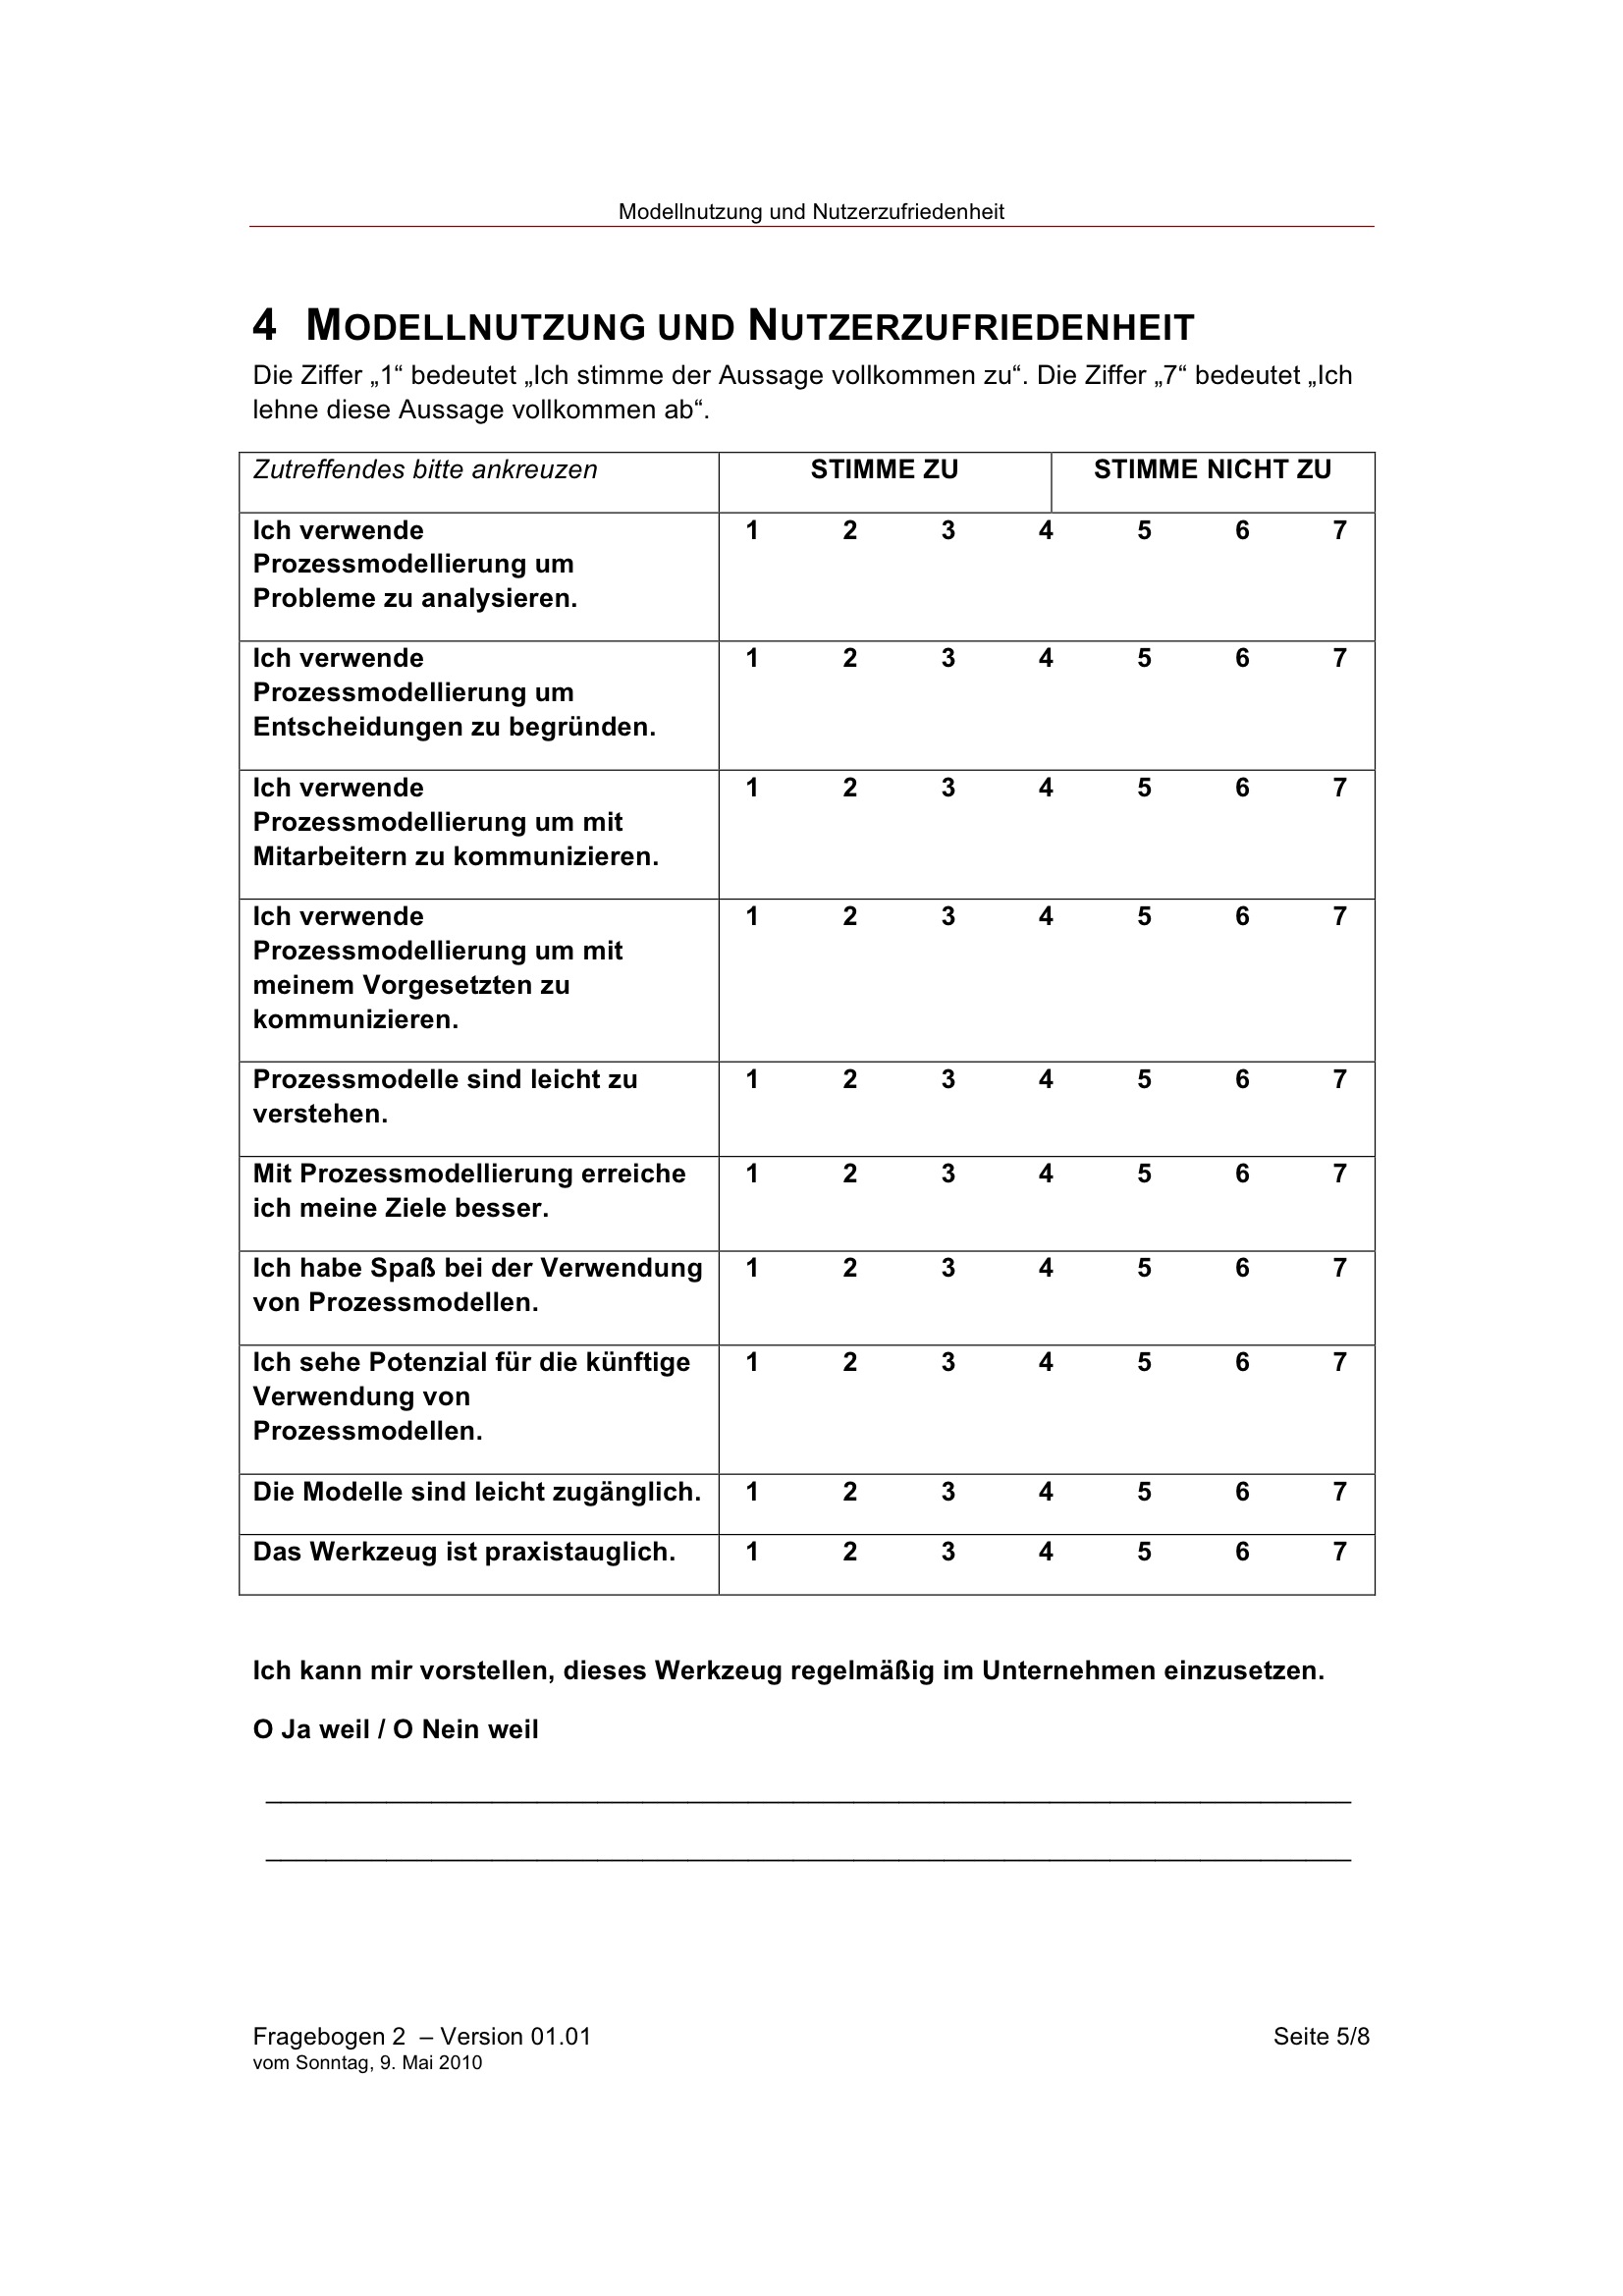 Modellnutzung und Nutzerzufriedenheit
4 MODELLNUTZUNG UND NUTZERZUFRIEDENHEIT
Die Ziffer „1“ bedeutet „Ich stimme der Aussage vollkommen zu“. Die Ziffer „7“ bedeutet „Ich
lehne diese Aussage vollkommen ab“.
Zutreffendes bitte ankreuzen STIMME ZU STIMME NICHT ZU
Ich verwende 1 2 3 4 5 6 7
Prozessmodellierung um
Probleme zu analysieren.
Ich verwende 1 2 3 4 5 6 7
Prozessmodellierung um
Entscheidungen zu begründen.
Ich verwende 1 2 3 4 5 6 7
Prozessmodellierung um mit
Mitarbeitern zu kommunizieren.
Ich verwende 1 2 3 4 5 6 7
Prozessmodellierung um mit
meinem Vorgesetzten zu
kommunizieren.
Prozessmodelle sind leicht zu 1 2 3 4 5 6 7
verstehen.
Mit Prozessmodellierung erreiche 1 2 3 4 5 6 7
ich meine Ziele besser.
Ich habe Spaß bei der Verwendung 1 2 3 4 5 6 7
von Prozessmodellen.
Ich sehe Potenzial für die künftige 1 2 3 4 5 6 7
Verwendung von
Prozessmodellen.
Die Modelle sind leicht zugänglich. 1 2 3 4 5 6 7
Das Werkzeug ist praxistauglich. 1 2 3 4 5 6 7
Ich kann mir vorstellen, dieses Werkzeug regelmäßig im Unternehmen einzusetzen.
O Ja weil / O Nein weil
Fragebogen 2 – Version 01.01 Seite 5/8
vom Sonntag, 9. Mai 2010